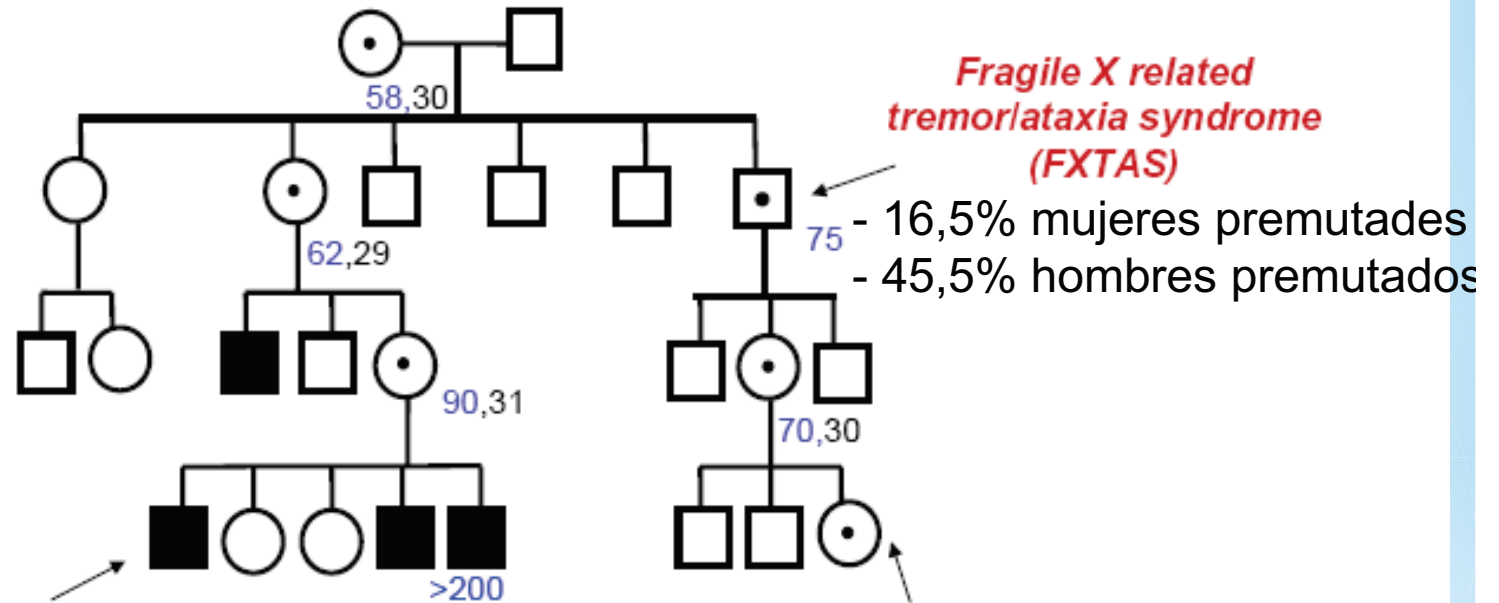 58,30
Fragile X related
tremor/ataxia syndrome
(FXTAS)
- 16,5% mujeres premutades
- 45,5% hombres premutados
75
62,29
90,31
70,30
>200